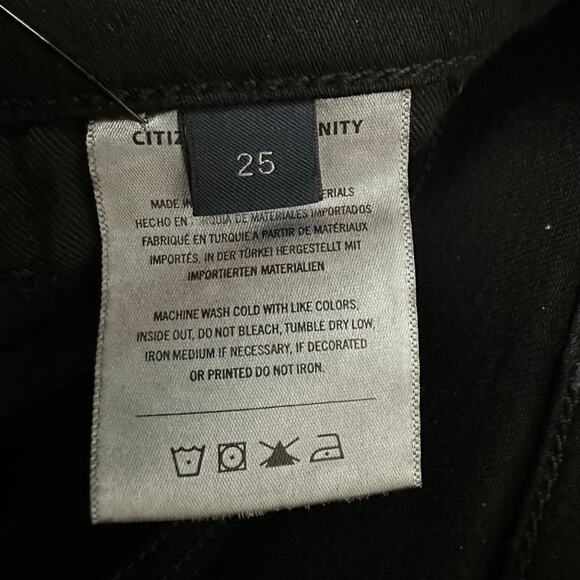 CITIZ NITY
25
MADE IN ERIALS
HECHO EN QUIA DE MATERIALES IMPORTADOS
FABRIQUÉ EN TURQUIE A PARTIR DE MATÉRIAUX
IMPORTÉS, IN DER TÜRKEI HERGESTELLT MIT
IMPORTIERTEN MATERIALIEN
MACHINE WASH COLD WITH LIKE COLORS,
INSIDE OUT, DO NOT BLEACH, TUMBLE DRY LOW,
IRON MEDIUM IF NECESSARY, IF DECORATED
OR PRINTED DO NOT IRON.